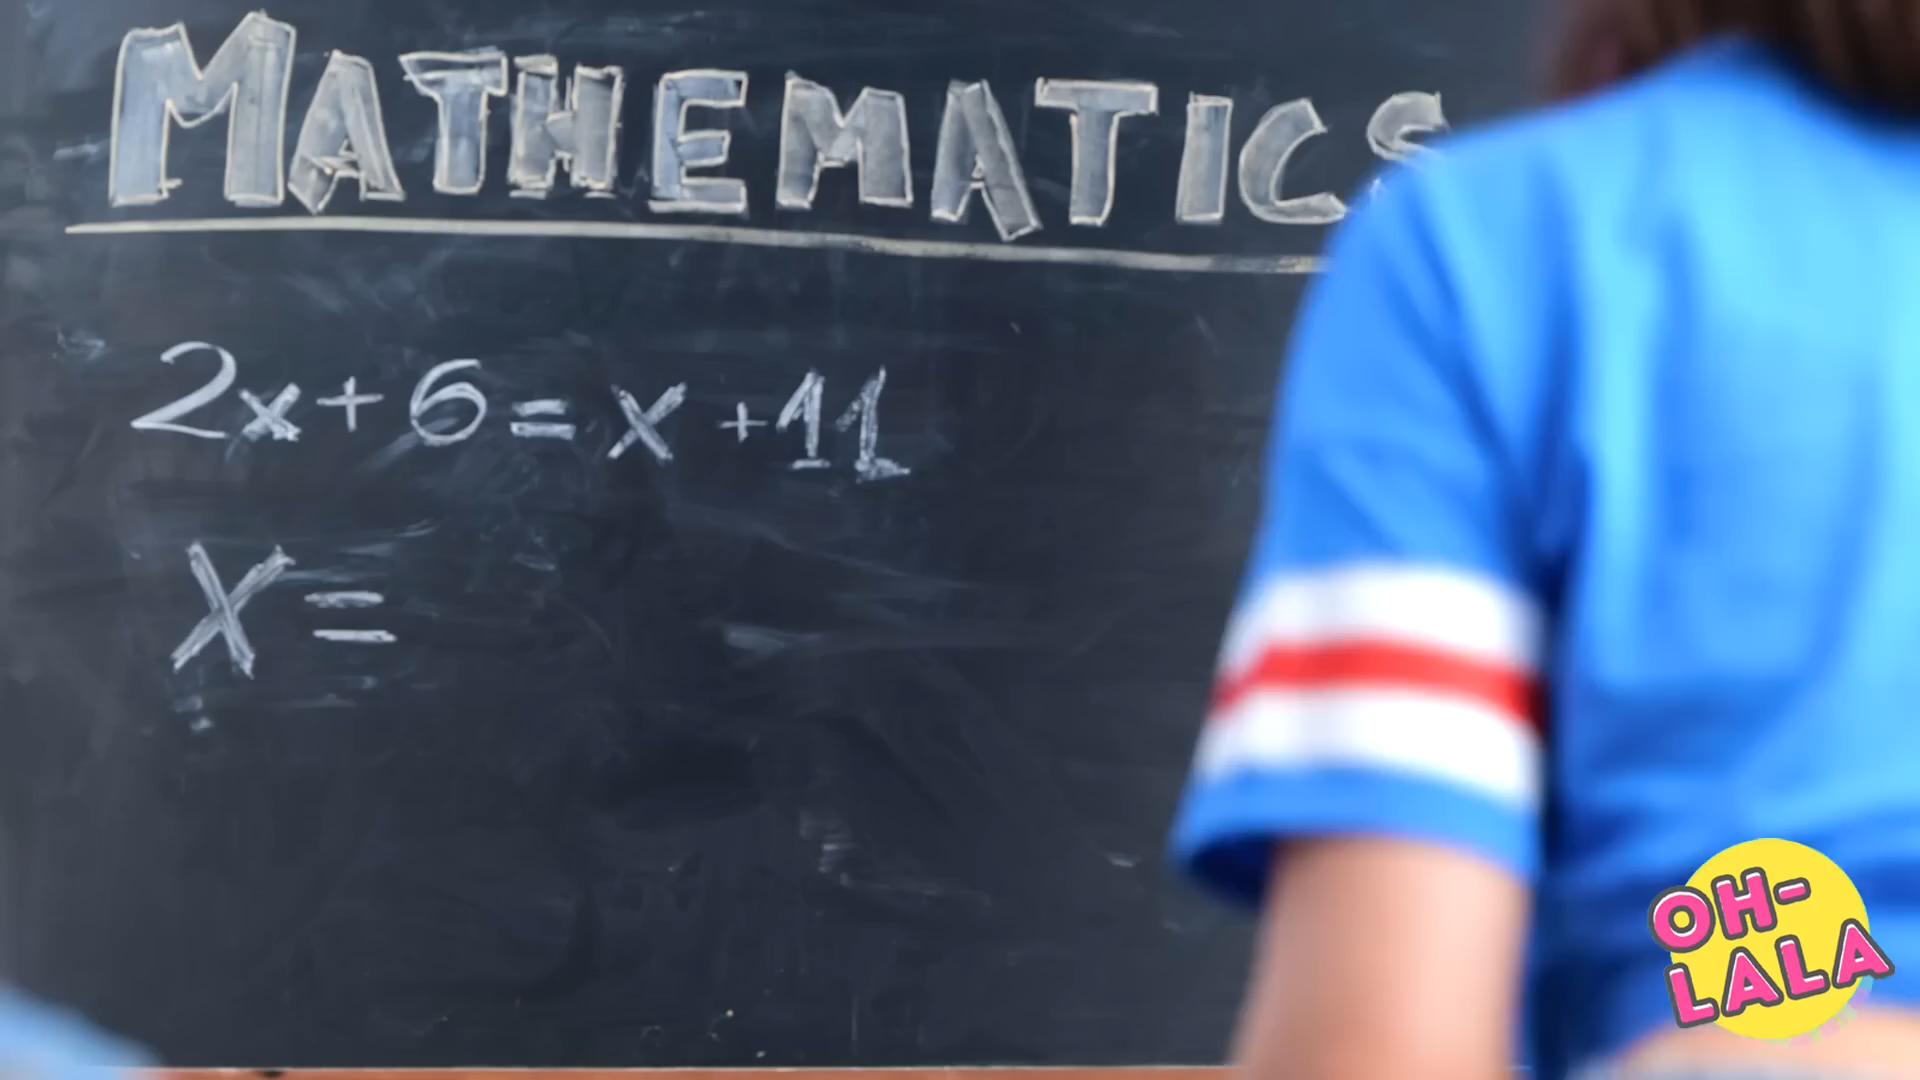 MATHEMATICS
2x+6=x+11
x=
OH-
LALA